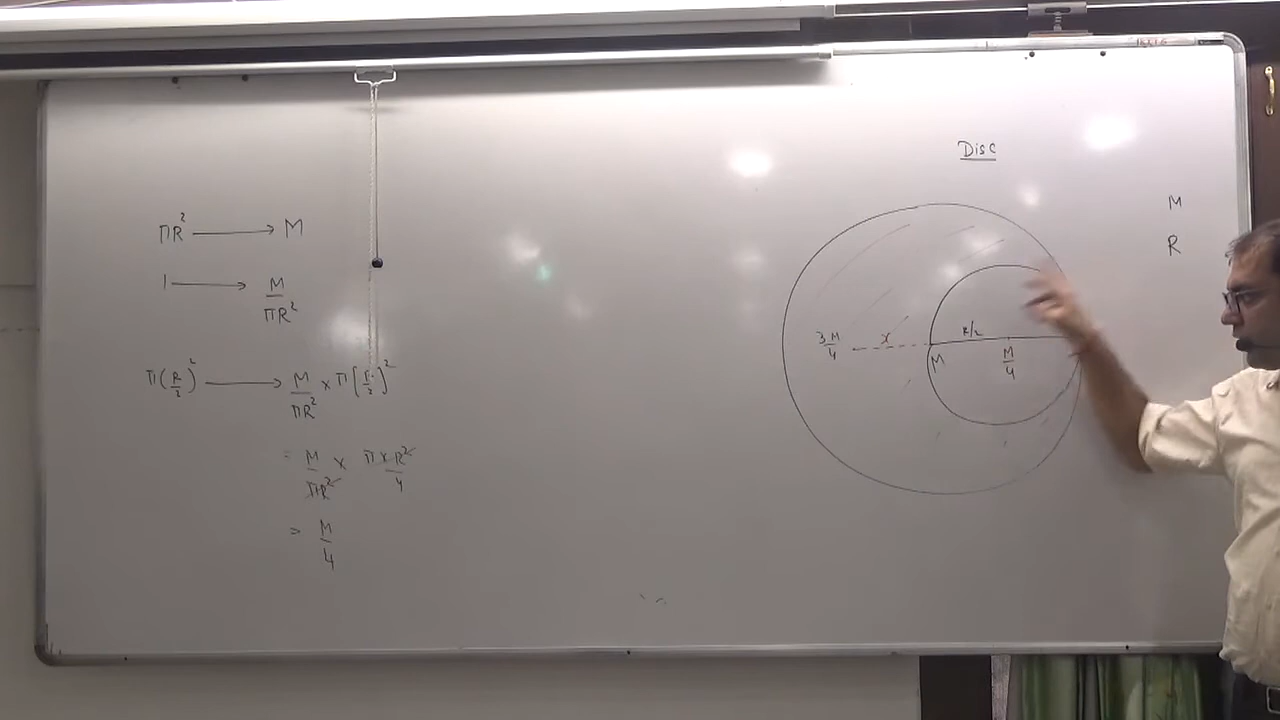 πR² → M
1 → M/πR²
π(R/2)² → M/πR² × π[R/2]²
= M/πR² × π×R²/4
= M/4
Disc
M
R
3M/4 x R/2
M M/4